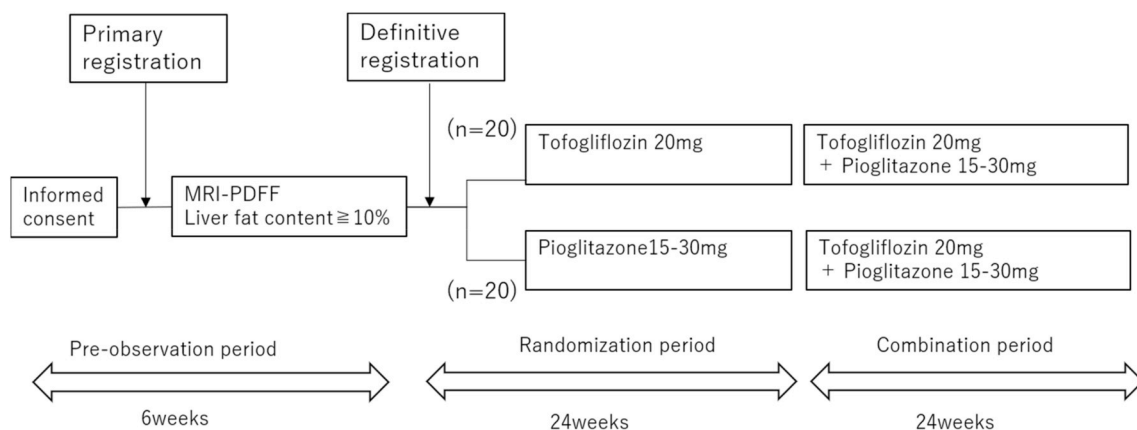 Primary
registration
Definitive
registration
(n=20)
Tofogliflozin 20mg
Tofogliflozin 20mg
+ Pioglitazone 15-30mg
Informed
consent
MRI-PDFF
Liver fat content≧10%
Pioglitazone15-30mg
Tofogliflozin 20mg
+ Pioglitazone 15-30mg
(n=20)
Pre-observation period
Randomization period
Combination period
6weeks
24weeks
24weeks